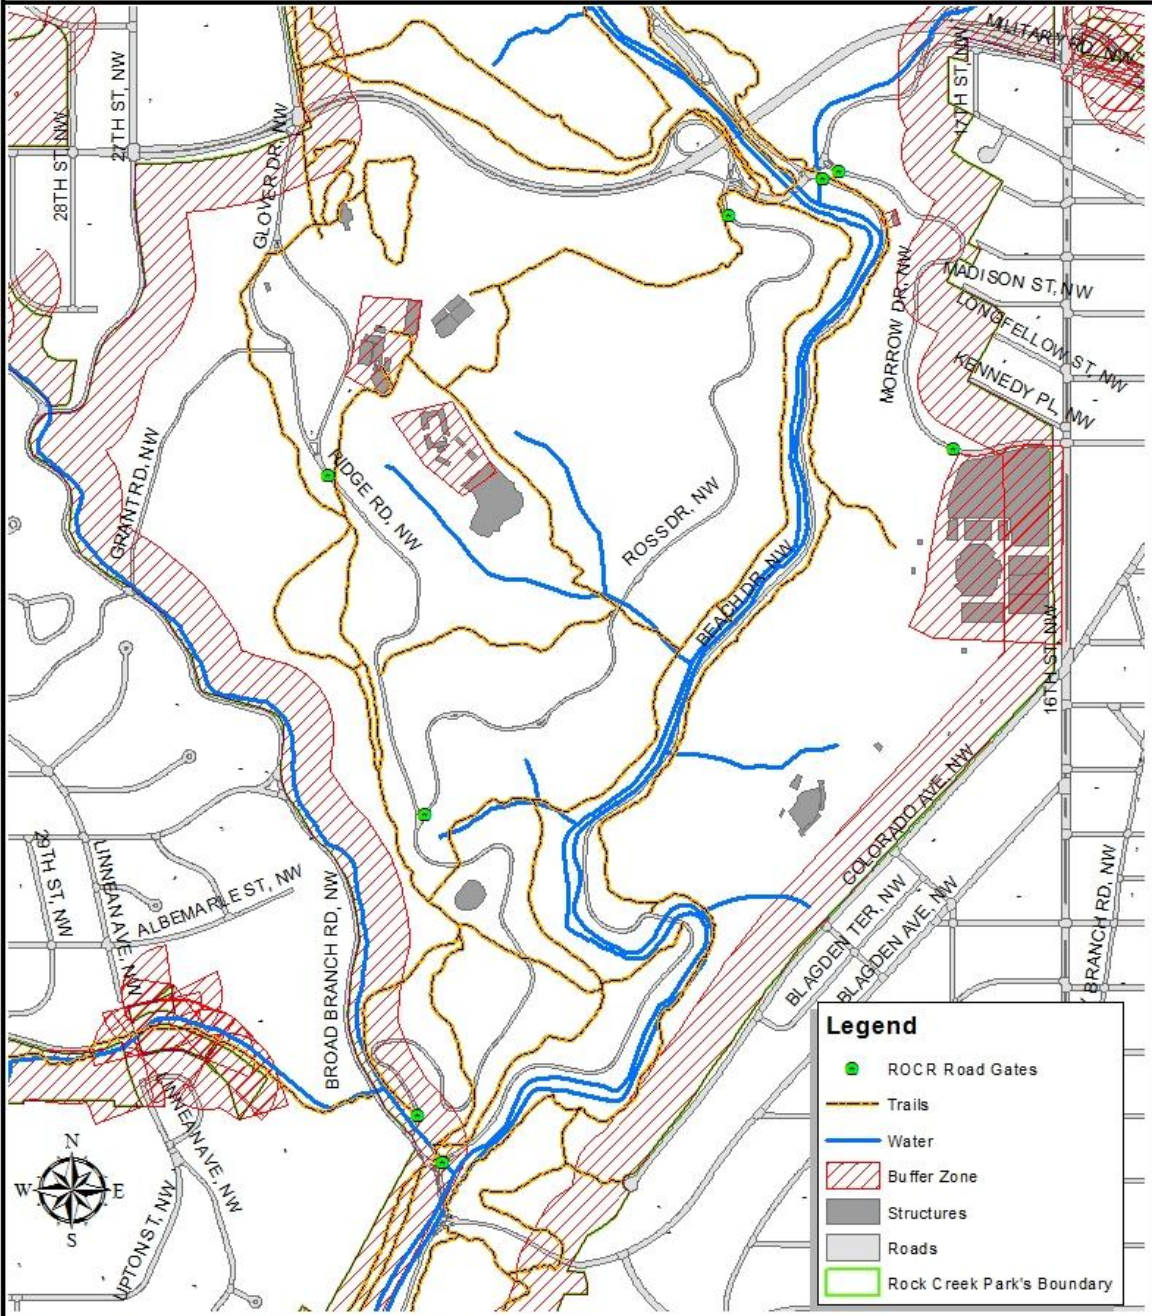 MILITARY RD, NW
17TH ST, NW
27TH ST, NW
28TH ST, NW
GLOVER DR, NW
MADISON ST, NW
LONGFELLOW ST, NW
KENNEDY PL, NW
MORROW DR, NW
GRANT RD, NW
RIDGE RD, NW
ROSS DR, NW
BEACH DR, NW
16TH ST, NW
COLORADO AVE, NW
29TH ST, NW
LINNEAN AVE, NW
ALBEMARLE ST, NW
BROAD BRANCH RD, NW
BLAGDEN TER, NW
BLAGDEN AVE, NW
BRANCH RD, NW
LINNEAN AVE, NW
UPTON ST, NW
N
W E
S
Legend
ROCR Road Gates
Trails
Water
Buffer Zone
Structures
Roads
Rock Creek Park's Boundary